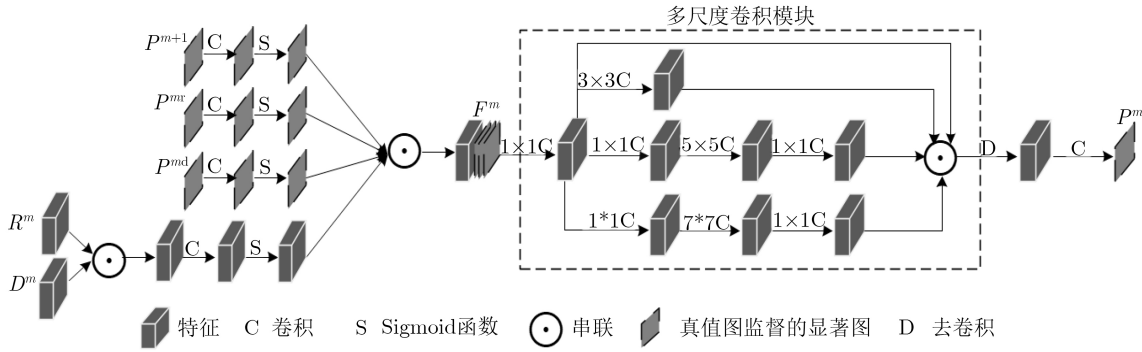 多尺度卷积模块
P^{m+1} C S
3×3C
P^{mr} C S
F^m
P^m
1×1C 1×1C 5×5C 1×1C D C
P^{md} C S
R^m
1*1C 7*7C 1×1C
C S
D^m
特征 C 卷积 S Sigmoid函数 串联 真值图监督的显著图 D 去卷积